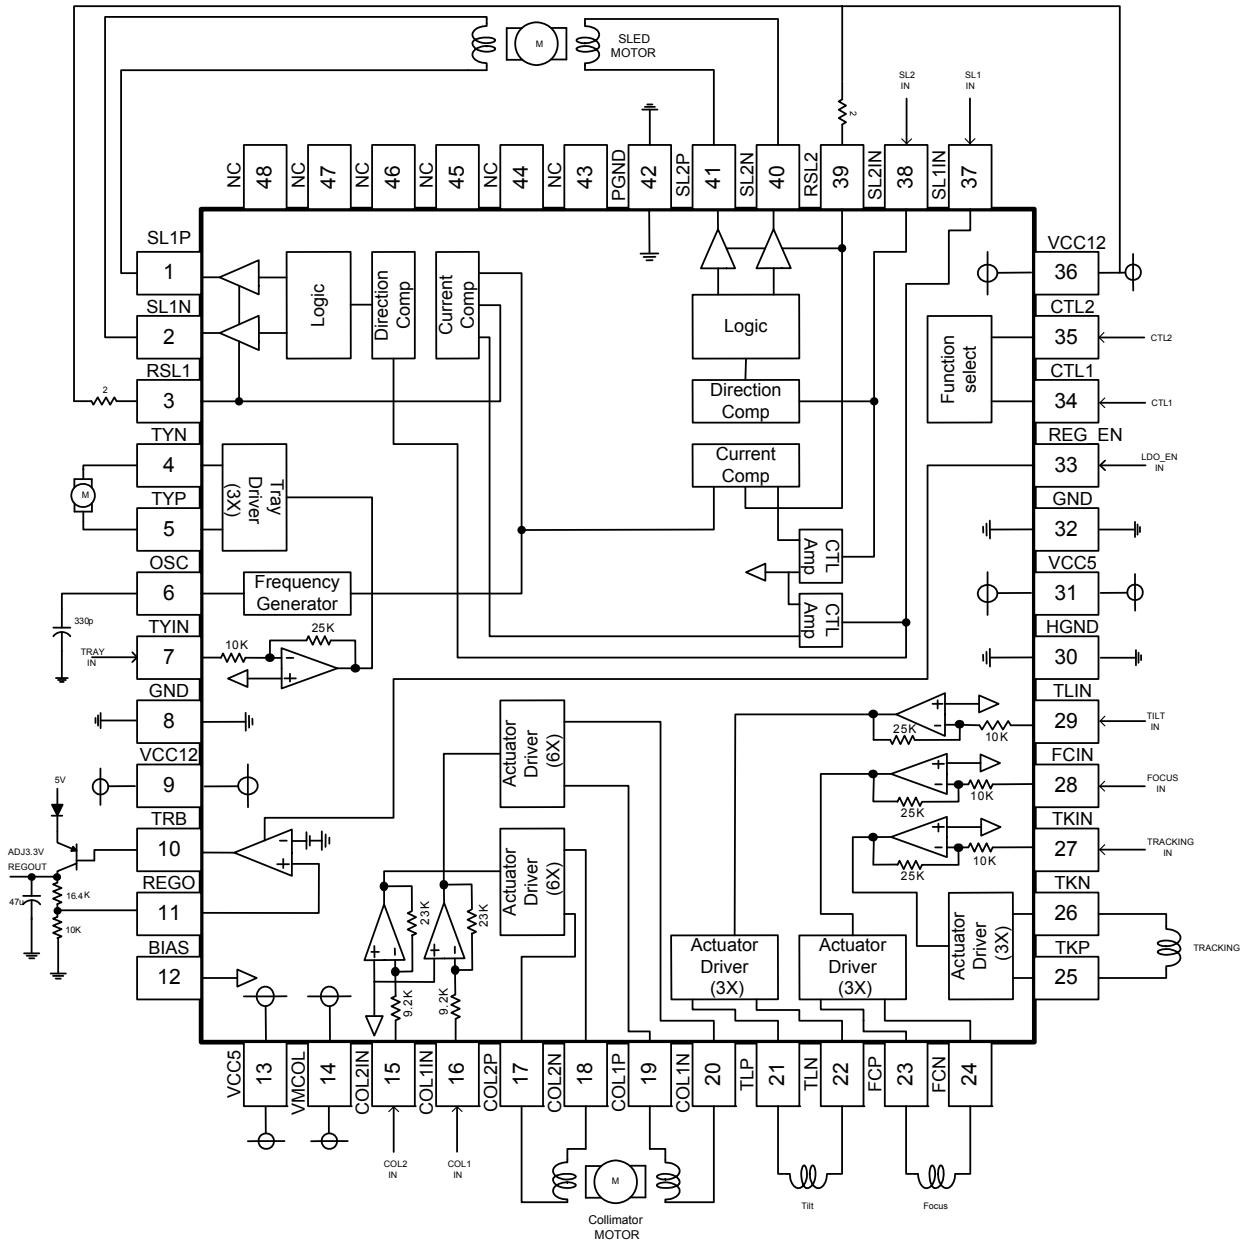 M
SLED
MOTOR
SL2
IN
SL1
IN
2
NC
48
NC
47
NC
46
NC
45
NC
44
NC
43
PGND
42
SL2P
41
SL2N
40
RSL2
39
SL2IN
38
SL1IN
37
SL1P
1
SL1N
2
RSL1
3
2
TYN
4
TYP
5
M
OSC
6
330p
TYIN
7
TRAY
IN
GND
8
VCC12
9
5V
TRB
10
ADJ3.3V
REGOUT
REGO
11
47u
16.4K
10K
BIAS
12
Logic
Direction
Comp
Current
Comp
Logic
Direction
Comp
Current
Comp
Function
select
Tray
Driver
(3X)
Frequency
Generator
CTL
Amp
CTL
Amp
10K
25K
VCC12
36
CTL2
35
CTL2
CTL1
34
CTL1
REG_EN
33
LDO_EN
IN
GND
32
VCC5
31
HGND
30
TLIN
29
TILT
IN
FCIN
28
FOCUS
IN
TKIN
27
TRACKING
IN
TKN
26
TKP
25
TRACKING
25K
10K
25K
10K
25K
10K
Actuator
Driver
(6X)
Actuator
Driver
(6X)
23K
23K
9.2K
9.2K
Actuator
Driver
(3X)
Actuator
Driver
(3X)
Actuator
Driver
(3X)
VCC5
13
VMCOL
14
COL2IN
15
COL1IN
16
COL2P
17
COL2N
18
COL1P
19
COL1N
20
TLP
21
TLN
22
FCP
23
FCN
24
COL2
IN
COL1
IN
M
Collimator
MOTOR
Tilt
Focus